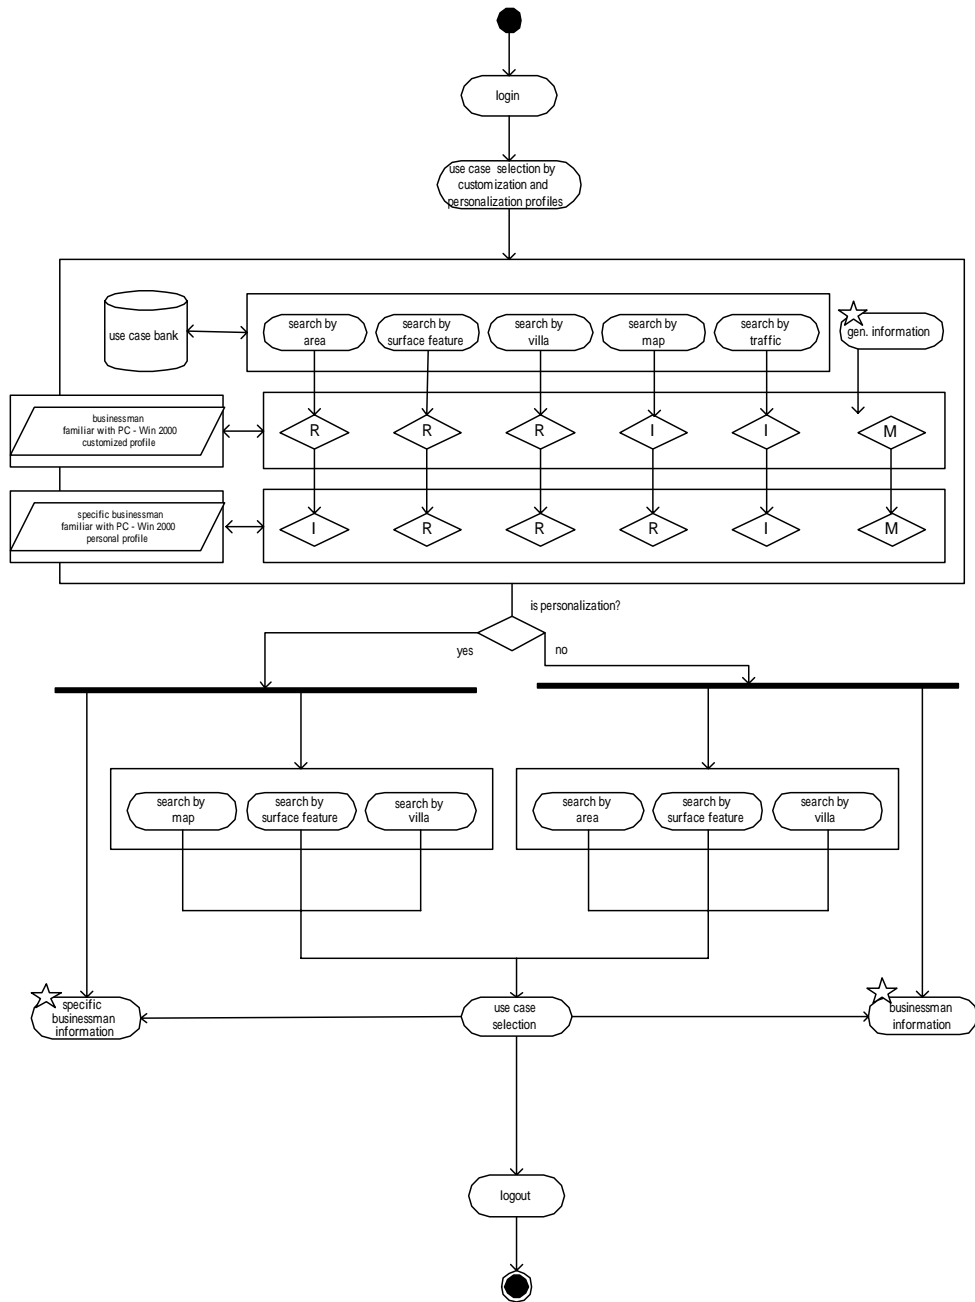 login
use case selection by
customization and
personalization profiles
use case bank
search by
area
search by
surface feature
search by
villa
search by
map
search by
traffic
gen. information
businessman
familiar with PC - Win 2000
customized profile
R
R
R
I
I
M
specific businessman
familiar with PC - Win 2000
personal profile
I
R
R
R
I
M
is personalization?
yes
no
search by
map
search by
surface feature
search by
villa
search by
area
search by
surface feature
search by
villa
specific
businessman
information
use case
selection
businessman
information
logout